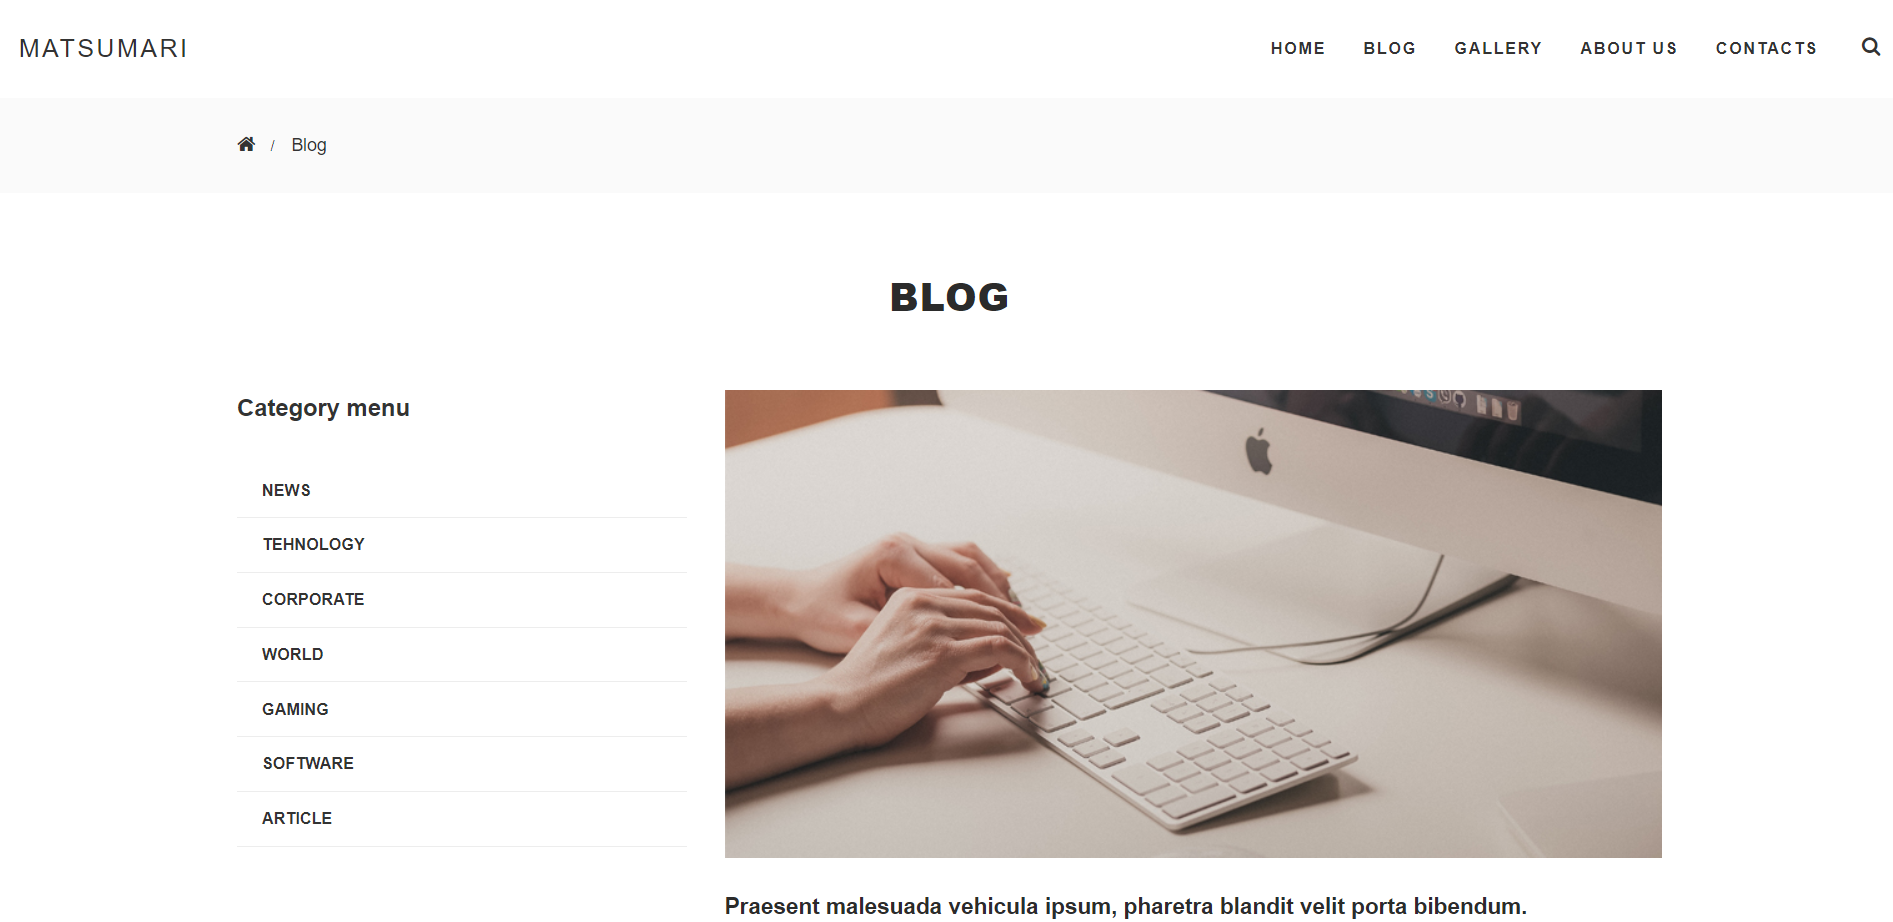 MATSUMARI
HOME BLOG GALLERY ABOUT US CONTACTS
/ Blog
BLOG
Category menu
NEWS
TEHNOLOGY
CORPORATE
WORLD
GAMING
SOFTWARE
ARTICLE
Praesent malesuada vehicula ipsum, pharetra blandit velit porta bibendum.